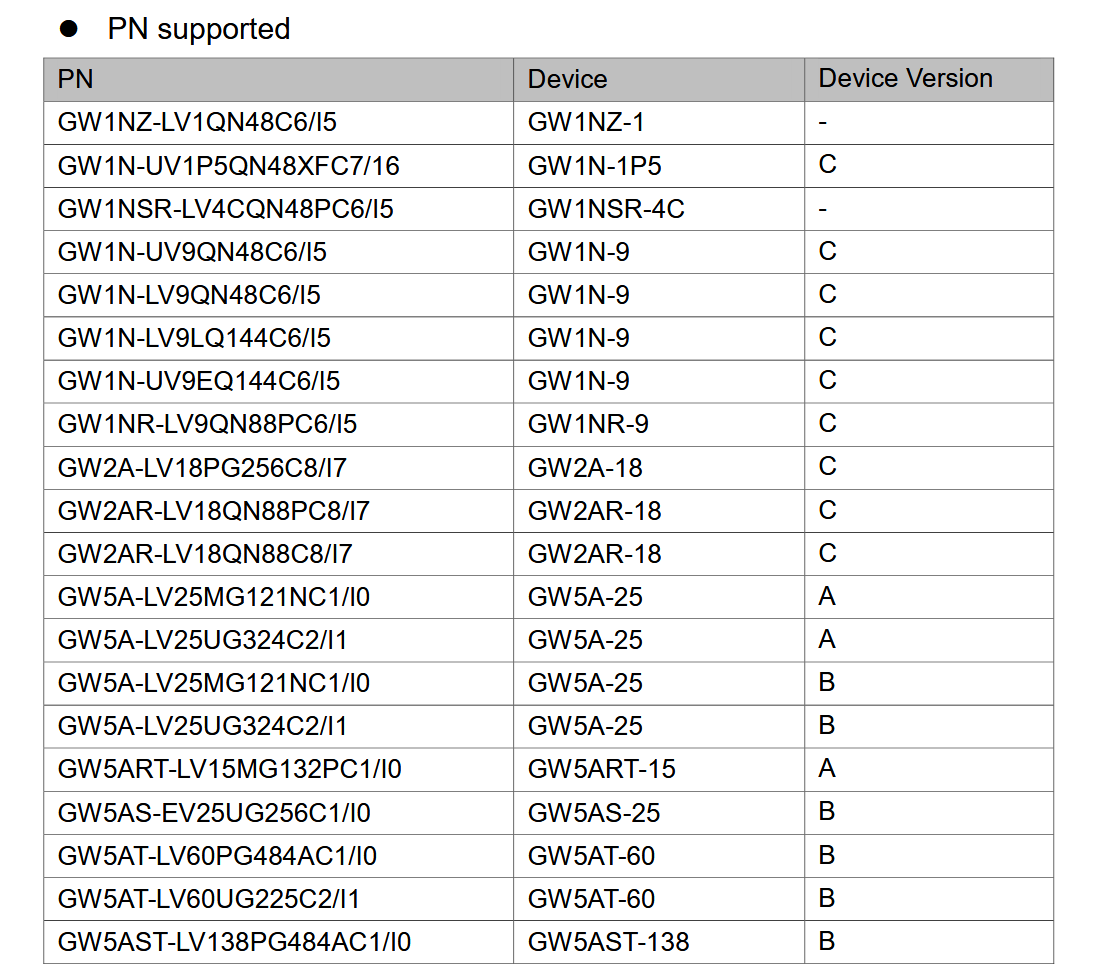 ● PN supported
PN Device Device Version
GW1NZ-LV1QN48C6/I5 GW1NZ-1 -
GW1N-UV1P5QN48XFC7/16 GW1N-1P5 C
GW1NSR-LV4CQN48PC6/I5 GW1NSR-4C -
GW1N-UV9QN48C6/I5 GW1N-9 C
GW1N-LV9QN48C6/I5 GW1N-9 C
GW1N-LV9LQ144C6/I5 GW1N-9 C
GW1N-UV9EQ144C6/I5 GW1N-9 C
GW1NR-LV9QN88PC6/I5 GW1NR-9 C
GW2A-LV18PG256C8/I7 GW2A-18 C
GW2AR-LV18QN88PC8/I7 GW2AR-18 C
GW2AR-LV18QN88C8/I7 GW2AR-18 C
GW5A-LV25MG121NC1/I0 GW5A-25 A
GW5A-LV25UG324C2/I1 GW5A-25 A
GW5A-LV25MG121NC1/I0 GW5A-25 B
GW5A-LV25UG324C2/I1 GW5A-25 B
GW5ART-LV15MG132PC1/I0 GW5ART-15 A
GW5AS-EV25UG256C1/I0 GW5AS-25 B
GW5AT-LV60PG484AC1/I0 GW5AT-60 B
GW5AT-LV60UG225C2/I1 GW5AT-60 B
GW5AST-LV138PG484AC1/I0 GW5AST-138 B